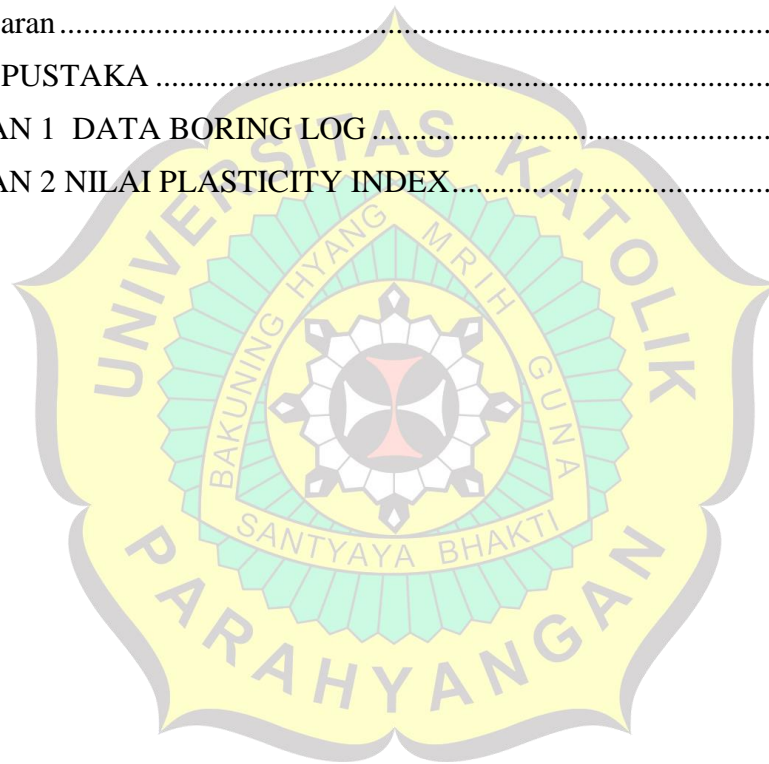 aran ...........................................................................................
PUSTAKA ...........................................................................................
AN 1 DATA BORING LOG ...........................................................................................
AN 2 NILAI PLASTICITY INDEX ...........................................................................................
UNIVERSITAS KATOLIK
PARAHYANGAN
BAKUNING HYANG MRIH GUNA
SANTYAYA BHAKTI